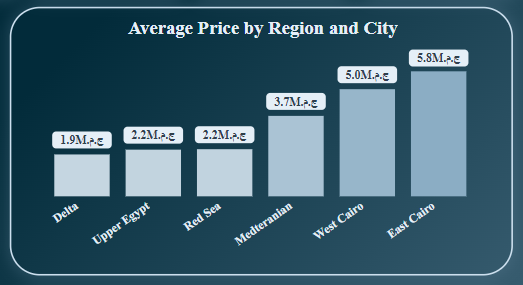 Average Price by Region and City
1.9M.ج.م
2.2M.ج.م
2.2M.ج.م
3.7M.ج.م
5.0M.ج.م
5.8M.ج.م
Delta
Upper Egypt
Red Sea
Medteranian
West Cairo
East Cairo